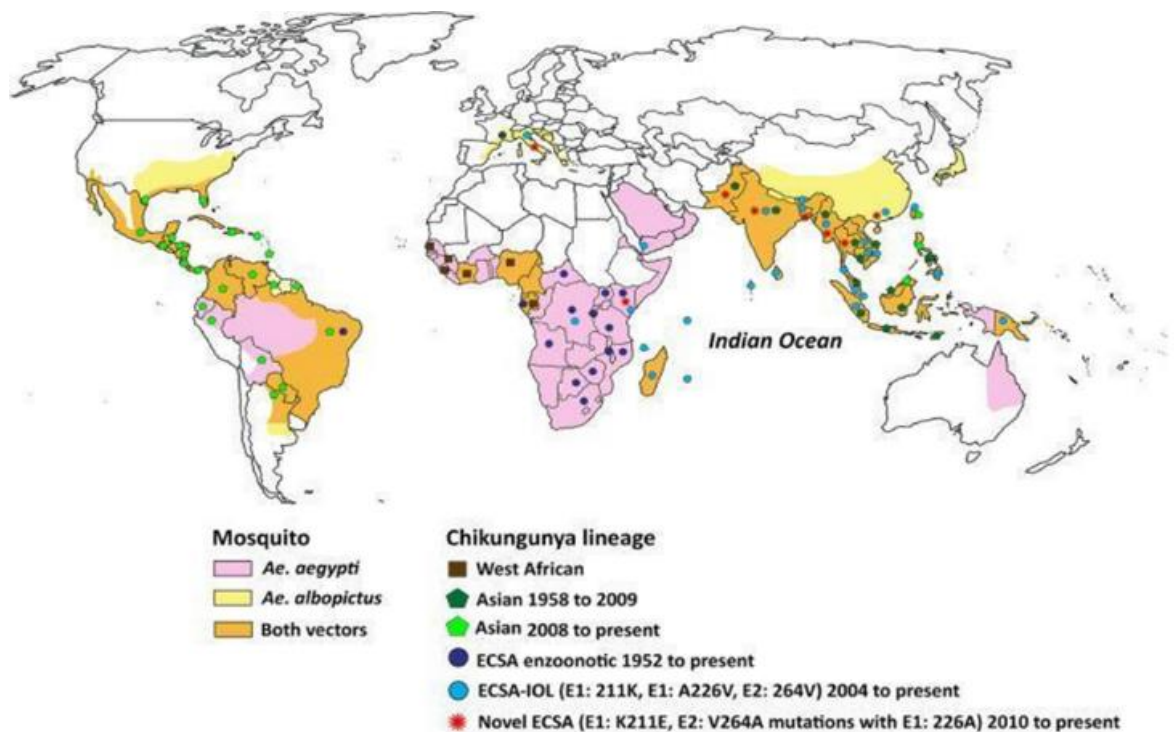 Indian Ocean
Mosquito
Ae. aegypti
Ae. albopictus
Both vectors
Chikungunya lineage
West African
Asian 1958 to 2009
Asian 2008 to present
ECSA enzoonotic 1952 to present
ECSA-IOL (E1: 211K, E1: A226V, E2: 264V) 2004 to present
Novel ECSA (E1: K211E, E2: V264A mutations with E1: 226A) 2010 to present